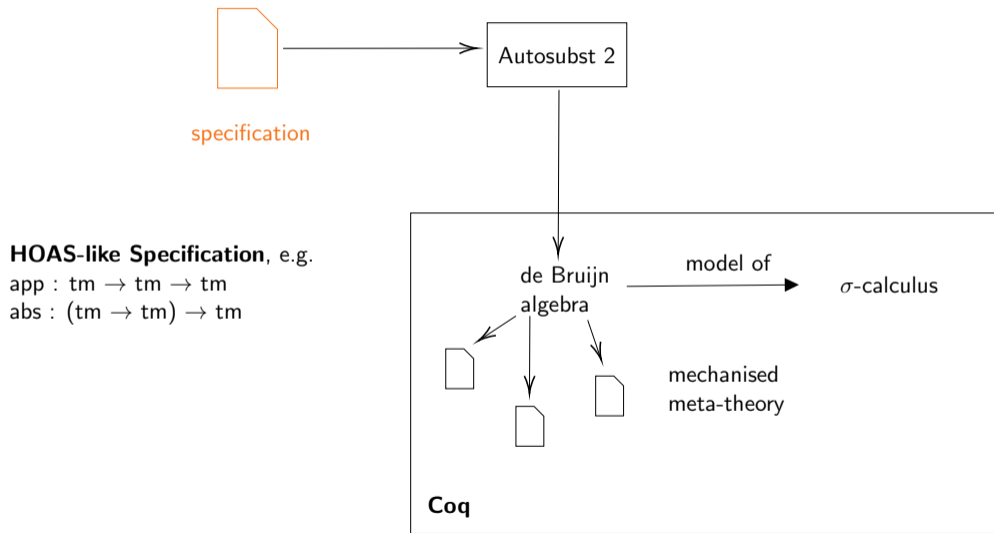 Autosubst 2
specification
HOAS-like Specification, e.g.
app : tm → tm → tm
abs : (tm → tm) → tm
de Bruijn
algebra
model of
σ-calculus
mechanised
meta-theory
Coq